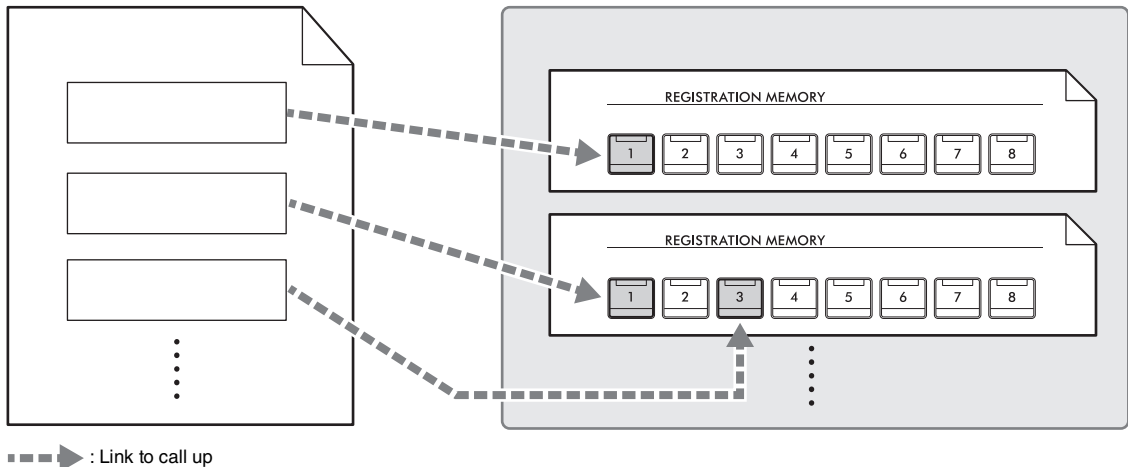 REGISTRATION MEMORY
1 2 3 4 5 6 7 8
REGISTRATION MEMORY
1 2 3 4 5 6 7 8
: Link to call up